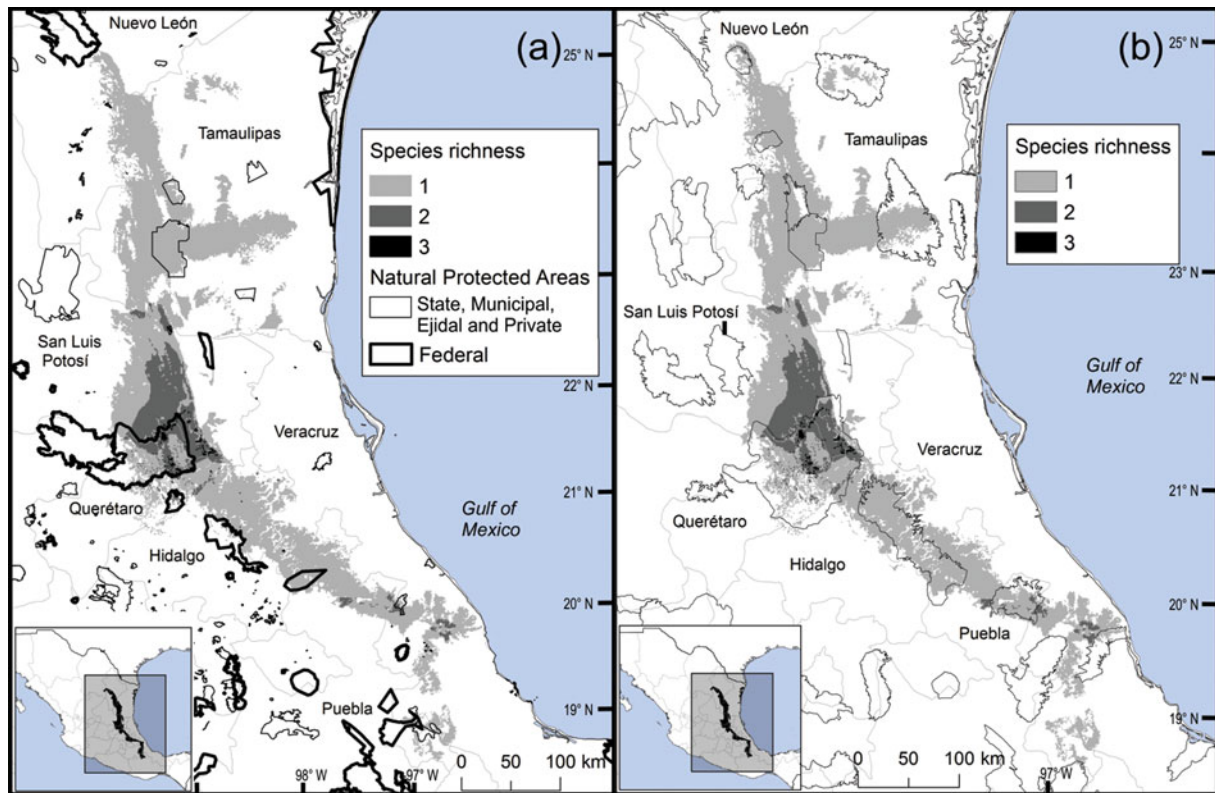 Nuevo León
(a)
25° N
Tamaulipas
Species richness
1
2
3
Natural Protected Areas
State, Municipal,
Ejidal and Private
Federal
San Luis
Potosí
22° N
Veracruz
21° N
Querétaro
Gulf of
Mexico
Hidalgo
20° N
Puebla
19° N
98° W
97° W
0 50 100 km
Nuevo León
(b)
25° N
Tamaulipas
Species richness
1
2
3
23° N
San Luis Potosí
Gulf of
Mexico
22° N
Veracruz
21° N
Querétaro
Hidalgo
20° N
Puebla
19° N
0 50 100 km
97° W